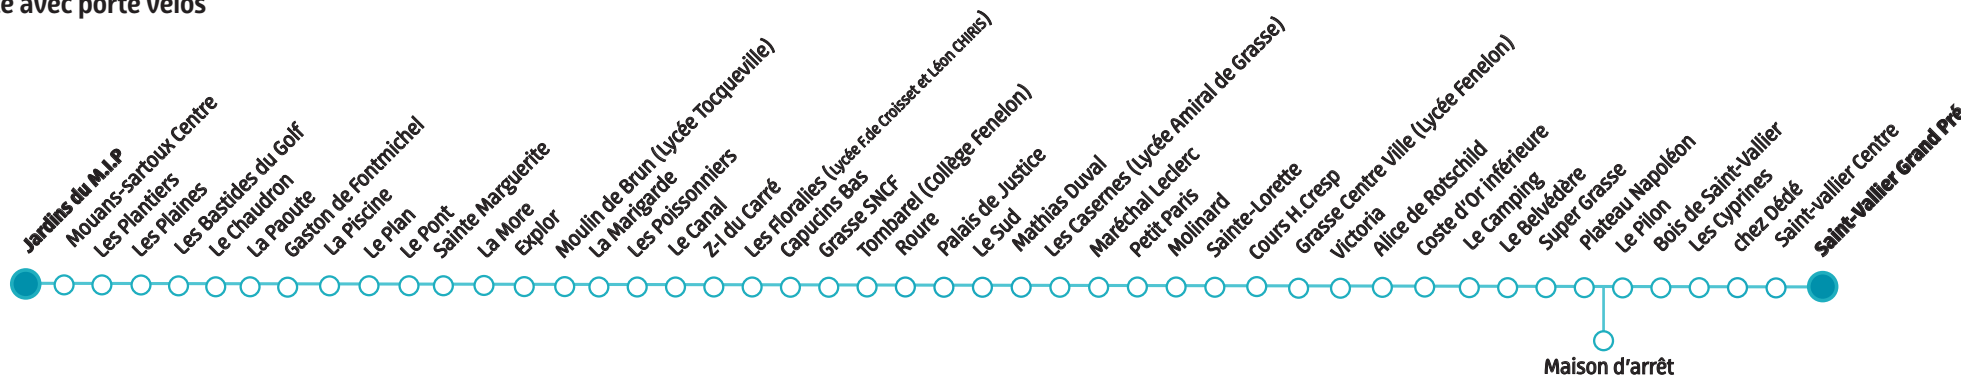 e avec porte vélos
Jardins du M.I.P
Mouans-sartoux Centre
Les Plantiers
Les Plaines
Les Bastides du Golf
Le Chaudron
La Paoute
Gaston de Fontmichel
La Piscine
Le Plan
Le Pont
Sainte Marguerite
La More
Explor
Moulin de Brun (Lycée Tocqueville)
La Marigarde
Les Poissonniers
Le Canal
Z-I du Carré
Les Floralies (Lycée F.de Croisset et Léon CHIRIS)
Capucins Bas
Grasse SNCF
Tombarel (Collège Fenelon)
Roure
Palais de Justice
Le Sud
Mathias Duval
Les Casernes (Lycée Amiral de Grasse)
Maréchal Leclerc
Petit Paris
Molinard
Sainte-Lorette
Cours H.Cresp
Grasse Centre Ville (Lycée Fenelon)
Victoria
Alice de Rotschild
Coste d'Or inférieure
Le Camping
Le Belvédère
Super Grasse
Plateau Napoléon
Le Pilon
Bois de Saint-Vallier
Les Cyprines
chez Dédé
Saint-vallier Centre
Saint-Vallier Grand Pré
Maison d'arrêt